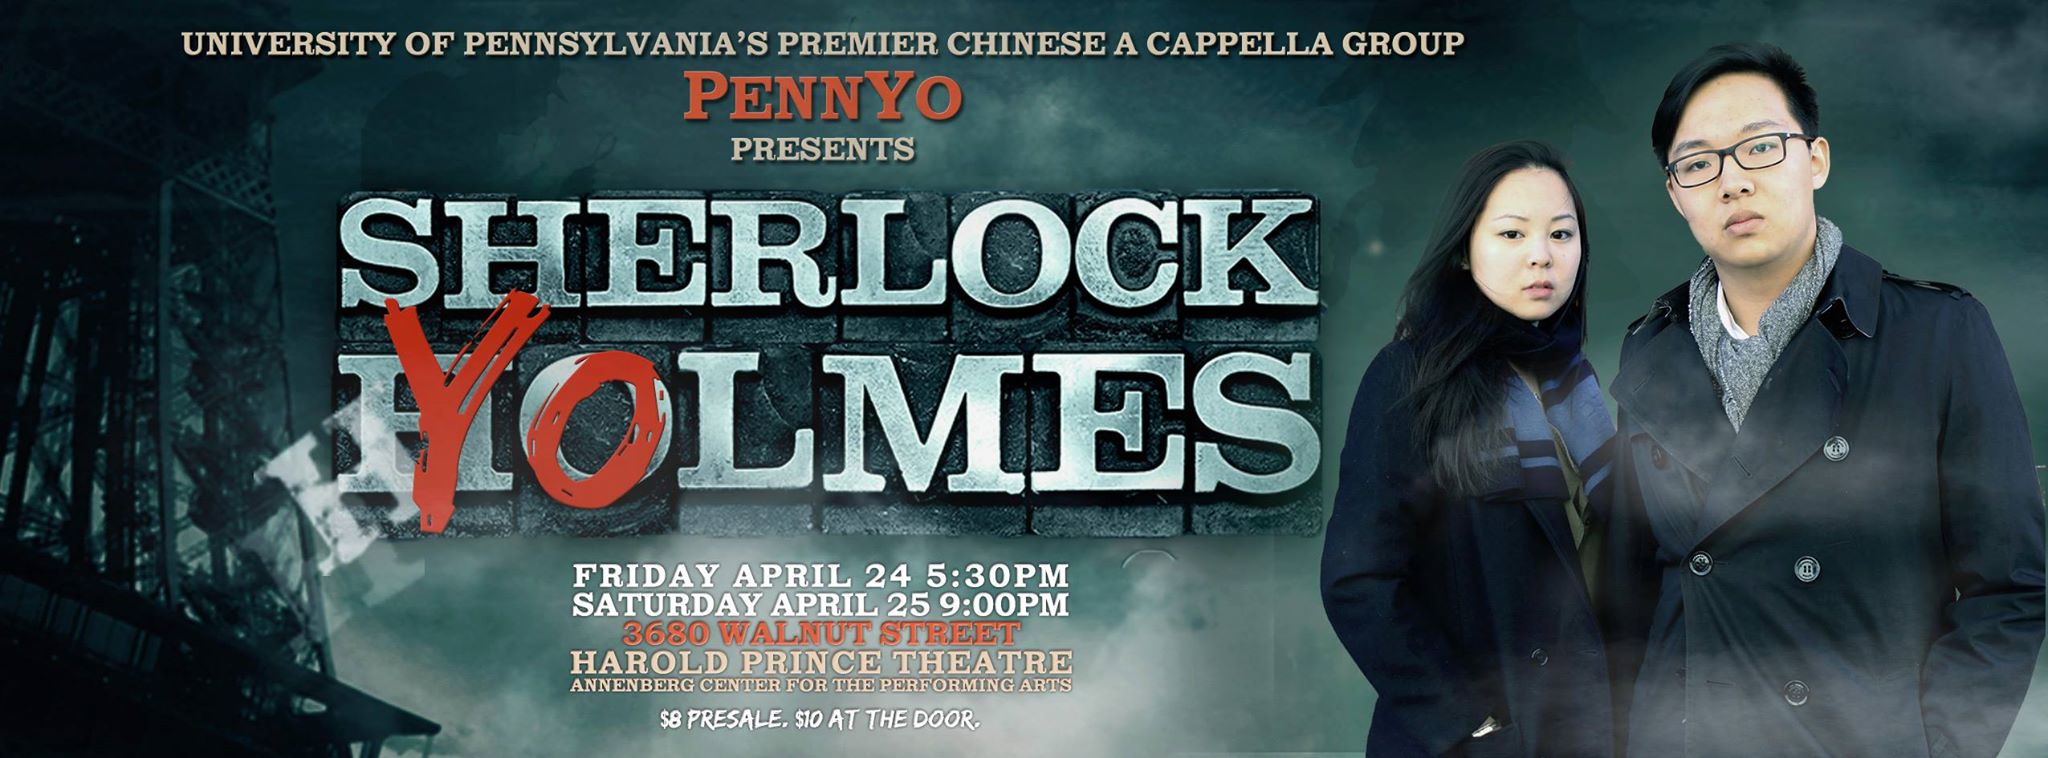 UNIVERSITY OF PENNSYLVANIA'S PREMIER CHINESE A CAPPELLA GROUP
PENNYO
PRESENTS
SHERLOCK
YOLMES
FRIDAY APRIL 24 5:30PM
SATURDAY APRIL 25 9:00PM
3680 WALNUT STREET
HAROLD PRINCE THEATRE
ANNENBERG CENTER FOR THE PERFORMING ARTS
$8 PRESALE. $10 AT THE DOOR.